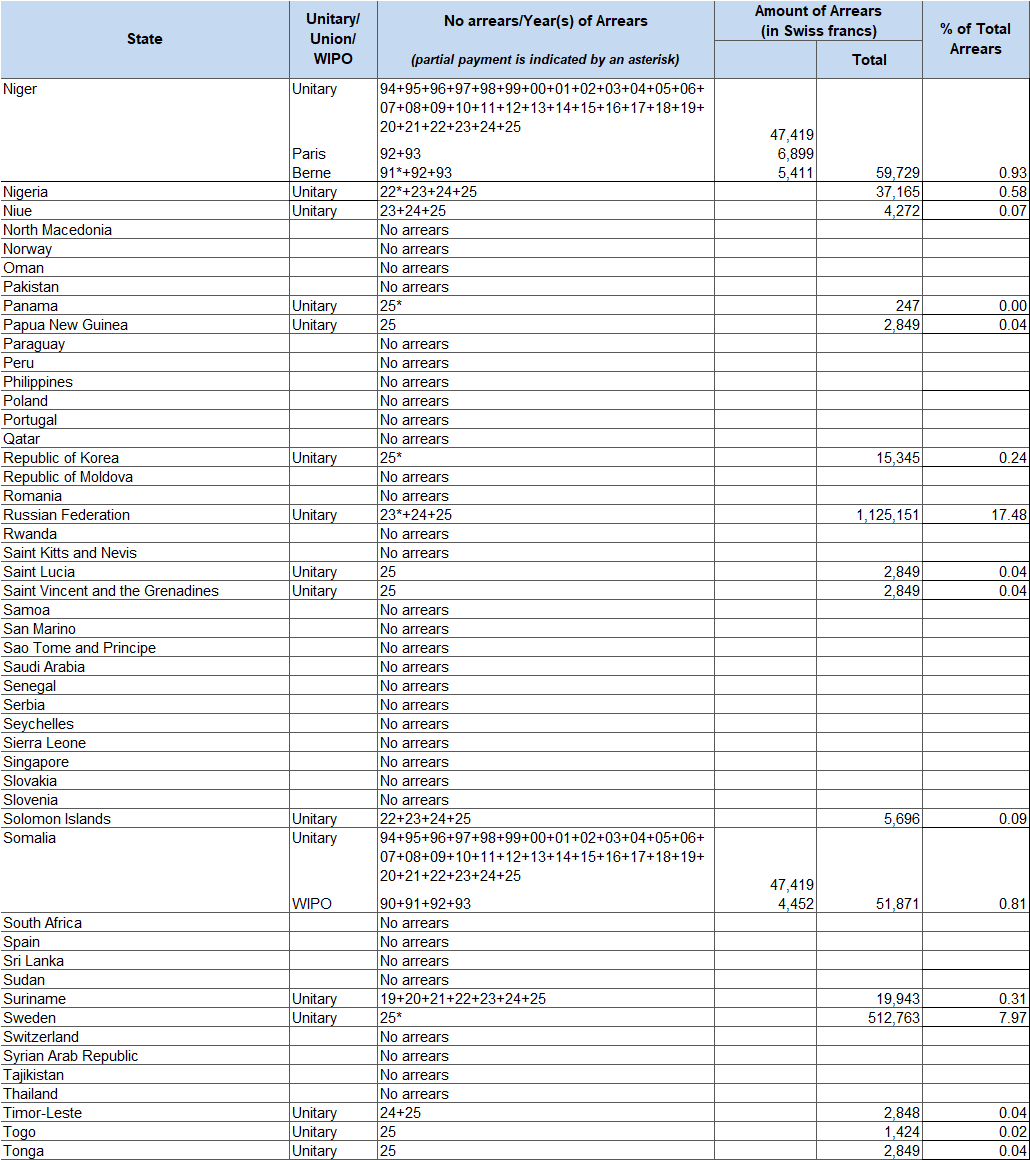 State
Unitary/
Union/
WIPO
No arrears/Year(s) of Arrears
(partial payment is indicated by an asterisk)
Amount of Arrears
(in Swiss francs)
Total
% of Total
Arrears
Niger Unitary 94+95+96+97+98+99+00+01+02+03+04+05+06+
07+08+09+10+11+12+13+14+15+16+17+18+19+
20+21+22+23+24+25
47,419
Paris 92+93 6,899
Berne 91*+92+93 5,411 59,729 0.93
Nigeria Unitary 22*+23+24+25 37,165 0.58
Niue Unitary 23+24+25 4,272 0.07
North Macedonia No arrears
Norway No arrears
Oman No arrears
Pakistan No arrears
Panama Unitary 25* 247 0.00
Papua New Guinea Unitary 25 2,849 0.04
Paraguay No arrears
Peru No arrears
Philippines No arrears
Poland No arrears
Portugal No arrears
Qatar No arrears
Republic of Korea Unitary 25* 15,345 0.24
Republic of Moldova No arrears
Romania No arrears
Russian Federation Unitary 23*+24+25 1,125,151 17.48
Rwanda No arrears
Saint Kitts and Nevis No arrears
Saint Lucia Unitary 25 2,849 0.04
Saint Vincent and the Grenadines Unitary 25 2,849 0.04
Samoa No arrears
San Marino No arrears
Sao Tome and Principe No arrears
Saudi Arabia No arrears
Senegal No arrears
Serbia No arrears
Seychelles No arrears
Sierra Leone No arrears
Singapore No arrears
Slovakia No arrears
Slovenia No arrears
Solomon Islands Unitary 22+23+24+25 5,696 0.09
Somalia Unitary 94+95+96+97+98+99+00+01+02+03+04+05+06+
07+08+09+10+11+12+13+14+15+16+17+18+19+
20+21+22+23+24+25
47,419
WIPO 90+91+92+93 4,452 51,871 0.81
South Africa No arrears
Spain No arrears
Sri Lanka No arrears
Sudan No arrears
Suriname Unitary 19+20+21+22+23+24+25 19,943 0.31
Sweden Unitary 25* 512,763 7.97
Switzerland No arrears
Syrian Arab Republic No arrears
Tajikistan No arrears
Thailand No arrears
Timor-Leste Unitary 24+25 2,848 0.04
Togo Unitary 25 1,424 0.02
Tonga Unitary 25 2,849 0.04